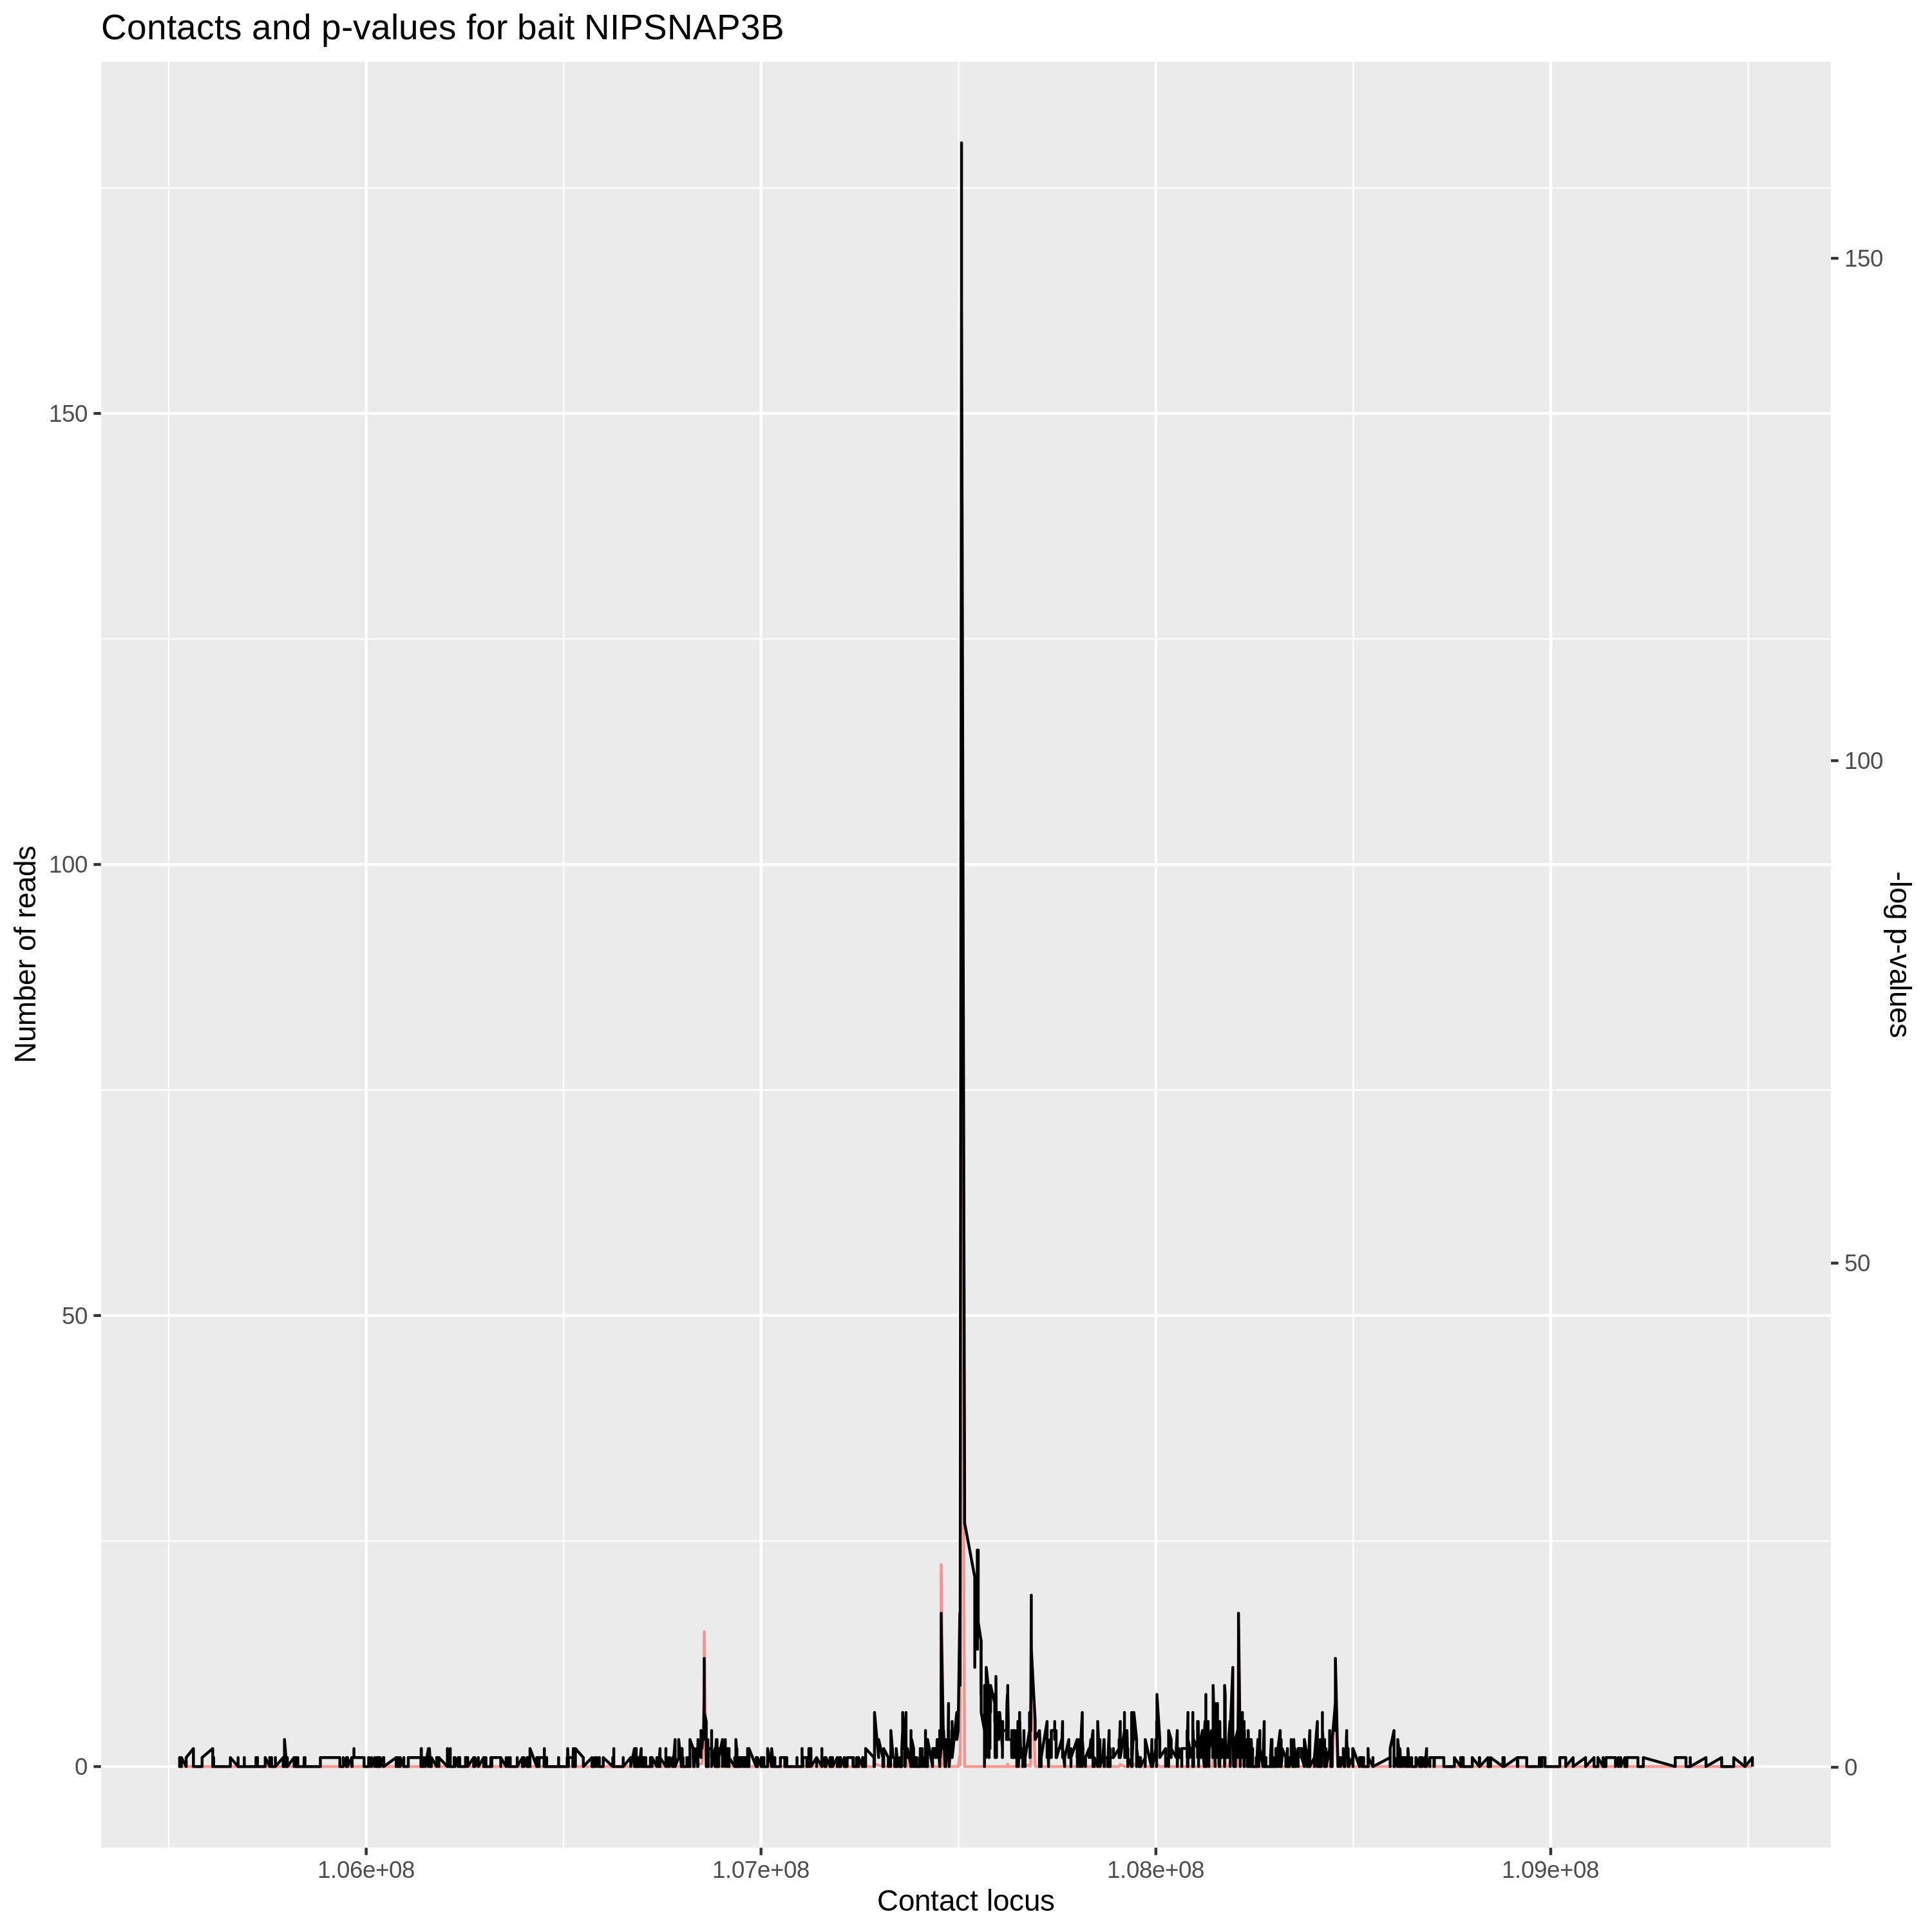 Contacts and p-values for bait NIPSNAP3B
Number of reads
150
100
50
0
150
100
50
0
-log p-values
1.06e+08 1.07e+08 1.08e+08 1.09e+08
Contact locus